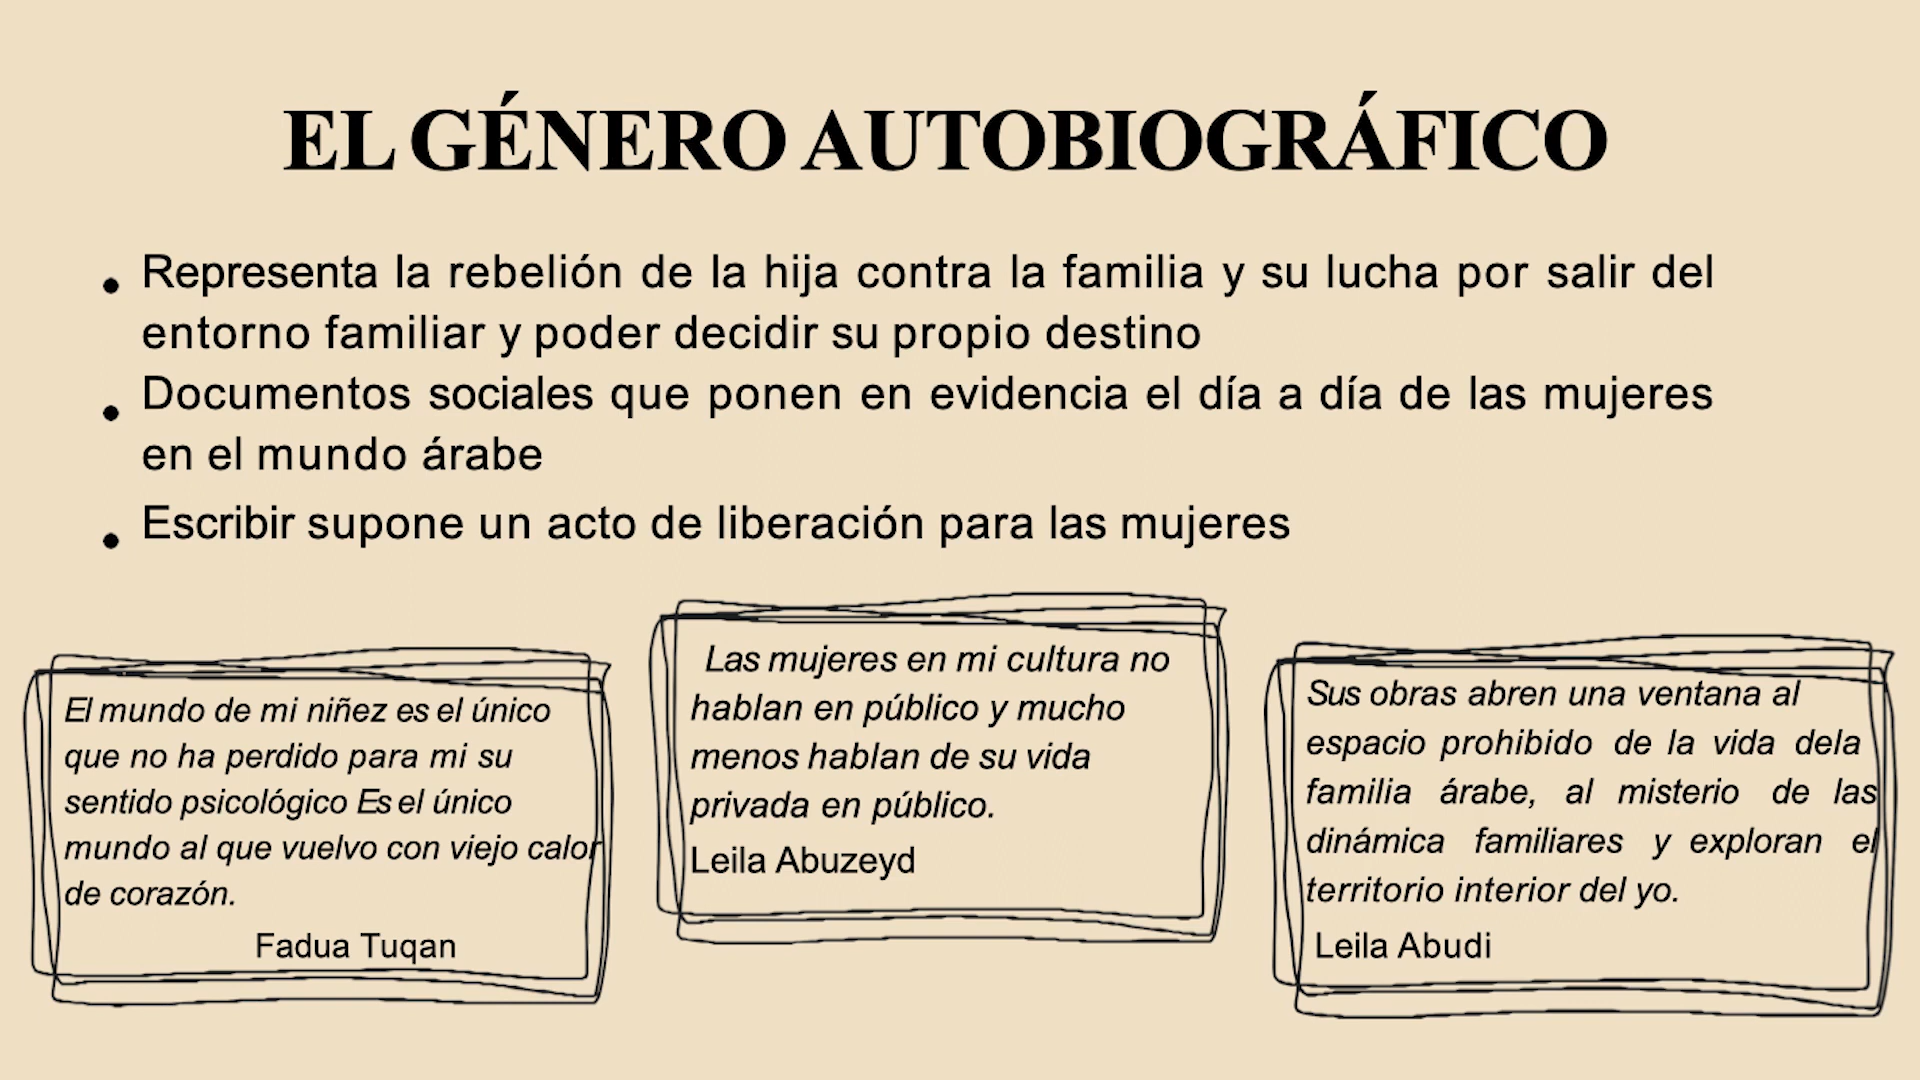 EL GÉNERO AUTOBIOGRÁFICO
• Representa la rebelión de la hija contra la familia y su lucha por salir del
entorno familiar y poder decidir su propio destino
• Documentos sociales que ponen en evidencia el día a día de las mujeres
en el mundo árabe
• Escribir supone un acto de liberación para las mujeres
El mundo de mi niñez es el único
que no ha perdido para mi su
sentido psicológico Es el único
mundo al que vuelvo con viejo calor
de corazón.
Fadua Tuqan
Las mujeres en mi cultura no
hablan en público y mucho
menos hablan de su vida
privada en público.
Leila Abuzeyd
Sus obras abren una ventana al
espacio prohibido de la vida dela
familia árabe, al misterio de las
dinámica familiares y exploran el
territorio interior del yo.
Leila Abudi